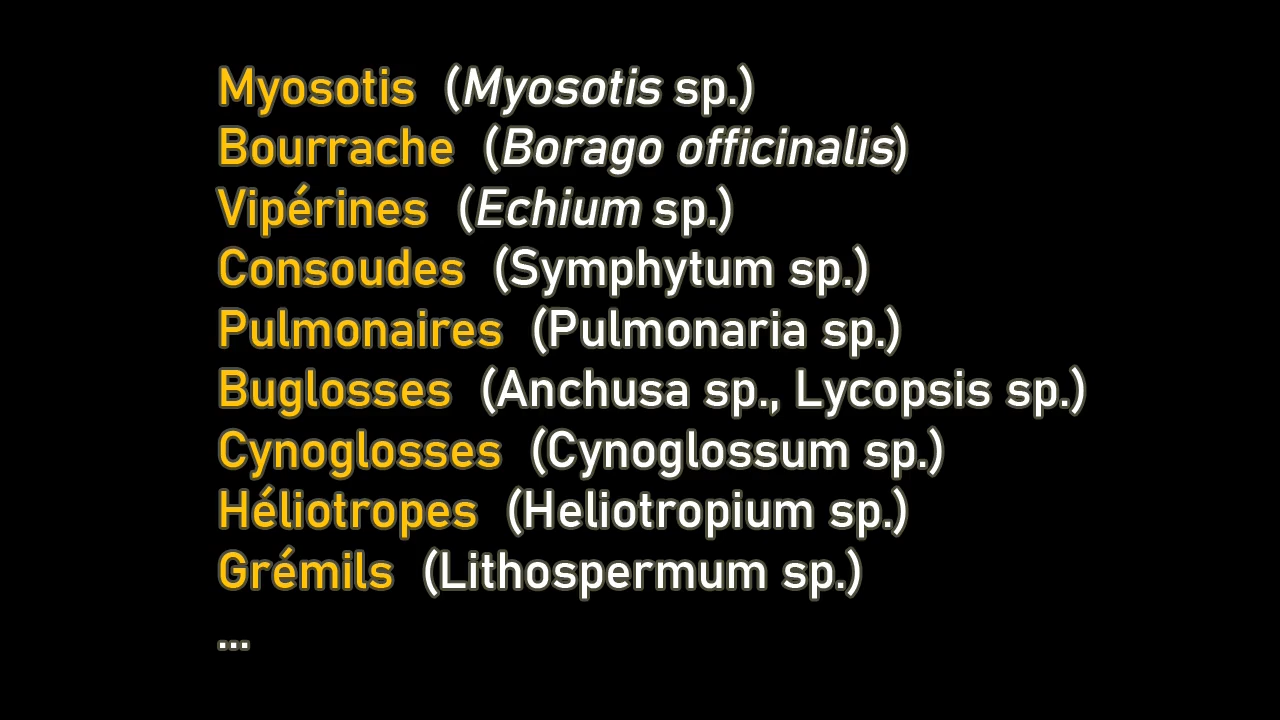 Myosotis (Myosotis sp.)
Bourrache (Borago officinalis)
Vipérines (Echium sp.)
Consoudes (Symphytum sp.)
Pulmonaires (Pulmonaria sp.)
Buglosses (Anchusa sp., Lycopsis sp.)
Cynoglosses (Cynoglossum sp.)
Héliotropes (Heliotropium sp.)
Grémils (Lithospermum sp.)
...